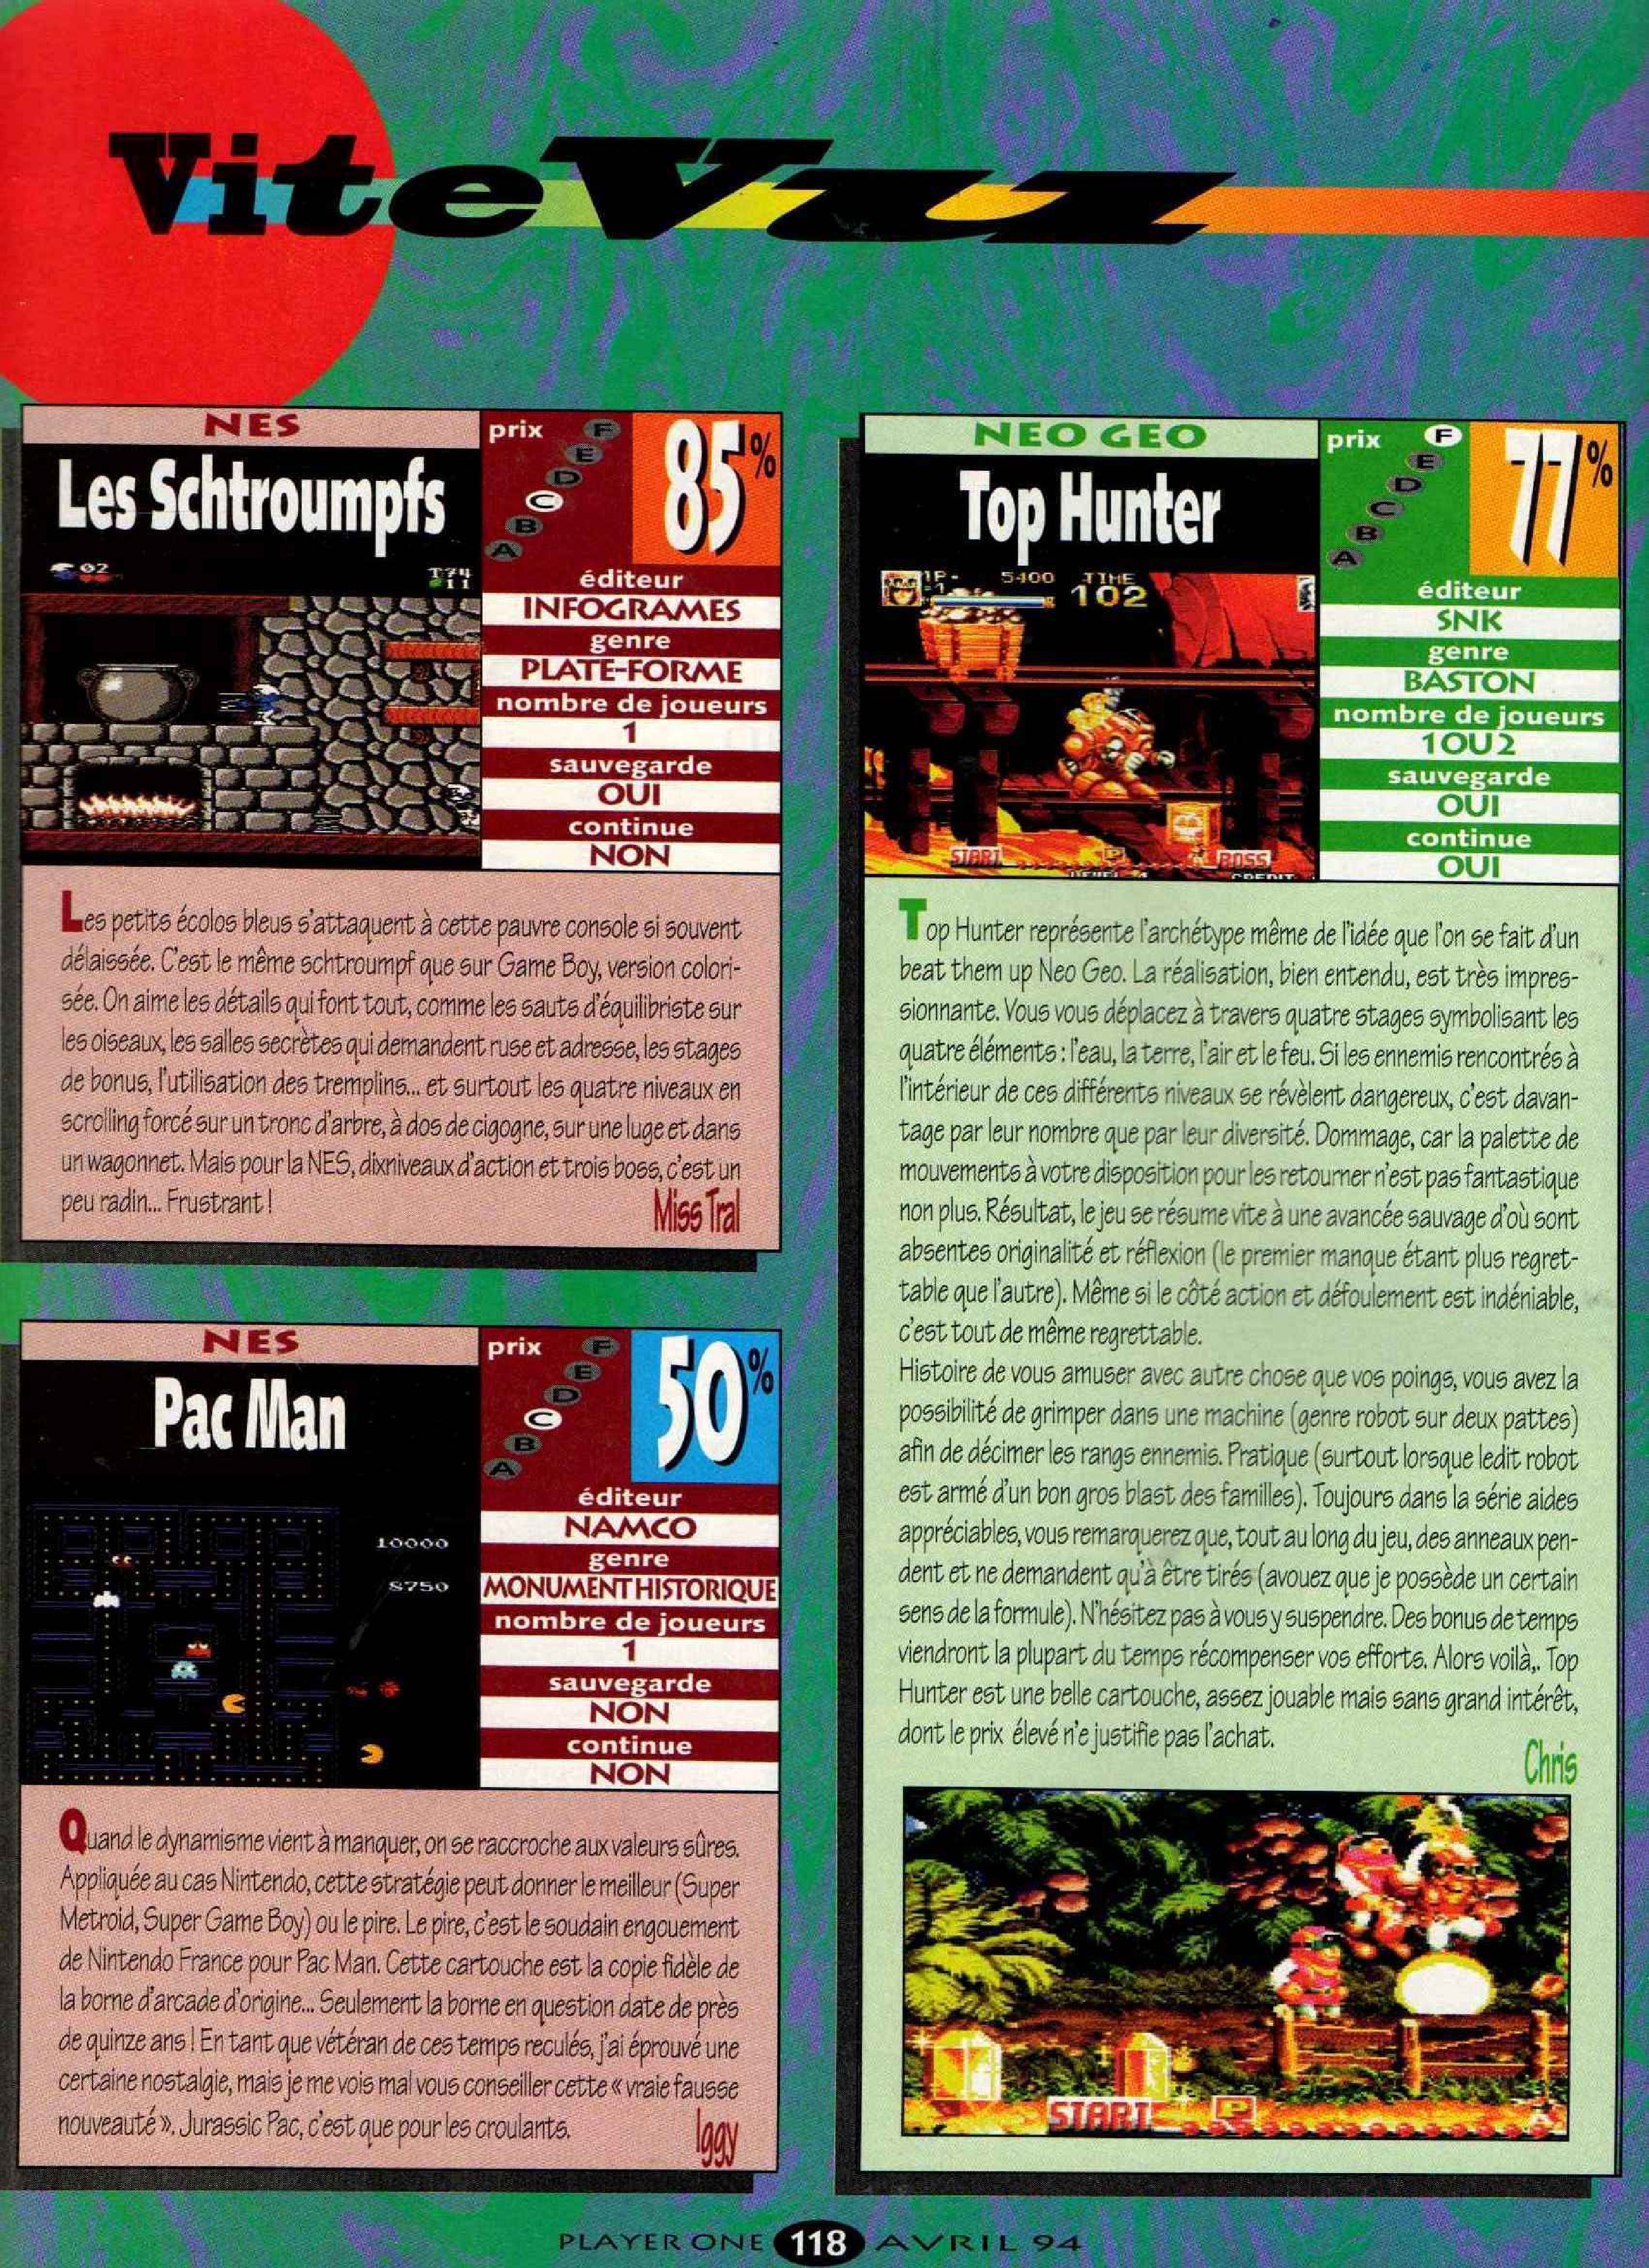 Vite Vu
NES
Les Schtroumpfs
02
T74
11
prix
F
E
D
C
B
A
85%
éditeur
INFOGRAMES
genre
PLATE-FORME
nombre de joueurs
1
sauvegarde
OUI
continue
NON
Les petits écolos bleus s'attaquent à cette pauvre console si souvent
délaissée. C'est le même schtroumpf que sur Game Boy, version colori-
sée. On aime les détails qui font tout, comme les sauts d'équilibriste sur
les oiseaux, les salles secrètes qui demandent ruse et adresse, les stages
de bonus, l'utilisation des tremplins... et surtout les quatre niveaux en
scrolling forcé sur un tronc d'arbre, à dos de cigogne, sur une luge et dans
un wagonnet. Mais pour la NES, dix niveaux d'action et trois boss, c'est un
peu radin... Frustrant !
Miss Tral
NES
Pac Man
10000
8750
prix
F
E
D
C
B
A
50%
éditeur
NAMCO
genre
MONUMENT HISTORIQUE
nombre de joueurs
1
sauvegarde
NON
continue
NON
Quand le dynamisme vient à manquer, on se raccroche aux valeurs sûres.
Appliquée au cas Nintendo, cette stratégie peut donner le meilleur (Super
Metroid, Super Game Boy) ou le pire. Le pire, c'est le soudain engouement
de Nintendo France pour Pac Man. Cette cartouche est la copie fidèle de
la borne d'arcade d'origine... Seulement la borne en question date de près
de quinze ans ! En tant que vétéran de ces temps reculés, j'ai éprouvé une
certaine nostalgie, mais je me vois mal vous conseiller cette « vraie fausse
nouveauté ». Jurassic Pac, c'est que pour les croulants.
Iggy
NEO GEO
Top Hunter
1P- 5400 TIME
102
START P BOSS
prix
F
E
D
C
B
A
77%
éditeur
SNK
genre
BASTON
nombre de joueurs
1 OU 2
sauvegarde
OUI
continue
OUI
Top Hunter représente l'archétype même de l'idée que l'on se fait d'un
beat them up Neo Geo. La réalisation, bien entendu, est très impres-
sionnante. Vous vous déplacez à travers quatre stages symbolisant les
quatre éléments : l'eau, la terre, l'air et le feu. Si les ennemis rencontrés à
l'intérieur de ces différents niveaux se révèlent dangereux, c'est davan-
tage par leur nombre que par leur diversité. Dommage, car la palette de
mouvements à votre disposition pour les retourner n'est pas fantastique
non plus. Résultat, le jeu se résume vite à une avancée sauvage d'où sont
absentes originalité et réflexion (le premier manque étant plus regret-
table que l'autre). Même si le côté action et défoulement est indéniable,
c'est tout de même regrettable.
Histoire de vous amuser avec autre chose que vos poings, vous avez la
possibilité de grimper dans une machine (genre robot sur deux pattes)
afin de décimer les rangs ennemis. Pratique (surtout lorsque ledit robot
est armé d'un bon gros blast des familles). Toujours dans la série aides
appréciables, vous remarquerez que, tout au long du jeu, des anneaux pen-
dent et ne demandent qu'à être tirés (avouez que je possède un certain
sens de la formule). N'hésitez pas à vous y suspendre. Des bonus de temps
viendront la plupart du temps récompenser vos efforts. Alors voilà,. Top
Hunter est une belle cartouche, assez jouable mais sans grand intérêt,
dont le prix élevé n'e justifie pas l'achat.
Chris
START P
PLAYER ONE 118 AVRIL 94